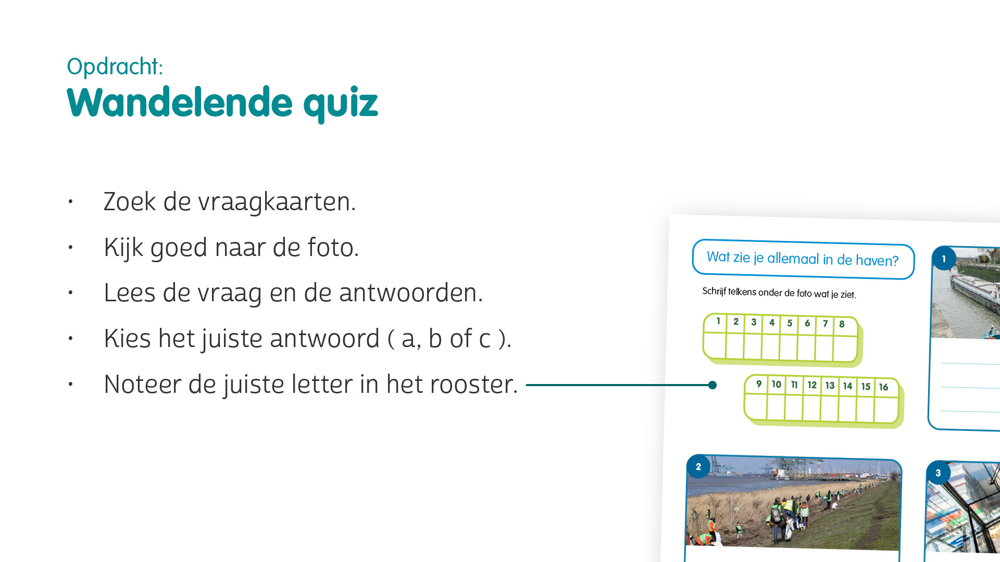 Opdracht:
Wandelende quiz
• Zoek de vraagkaarten.
• Kijk goed naar de foto.
• Lees de vraag en de antwoorden.
• Kies het juiste antwoord ( a, b of c ).
• Noteer de juiste letter in het rooster.
Wat zie je allemaal in de haven?
Schrijf telkens onder de foto wat je ziet.
1 2 3 4 5 6 7 8
9 10 11 12 13 14 15 16
1
2
3